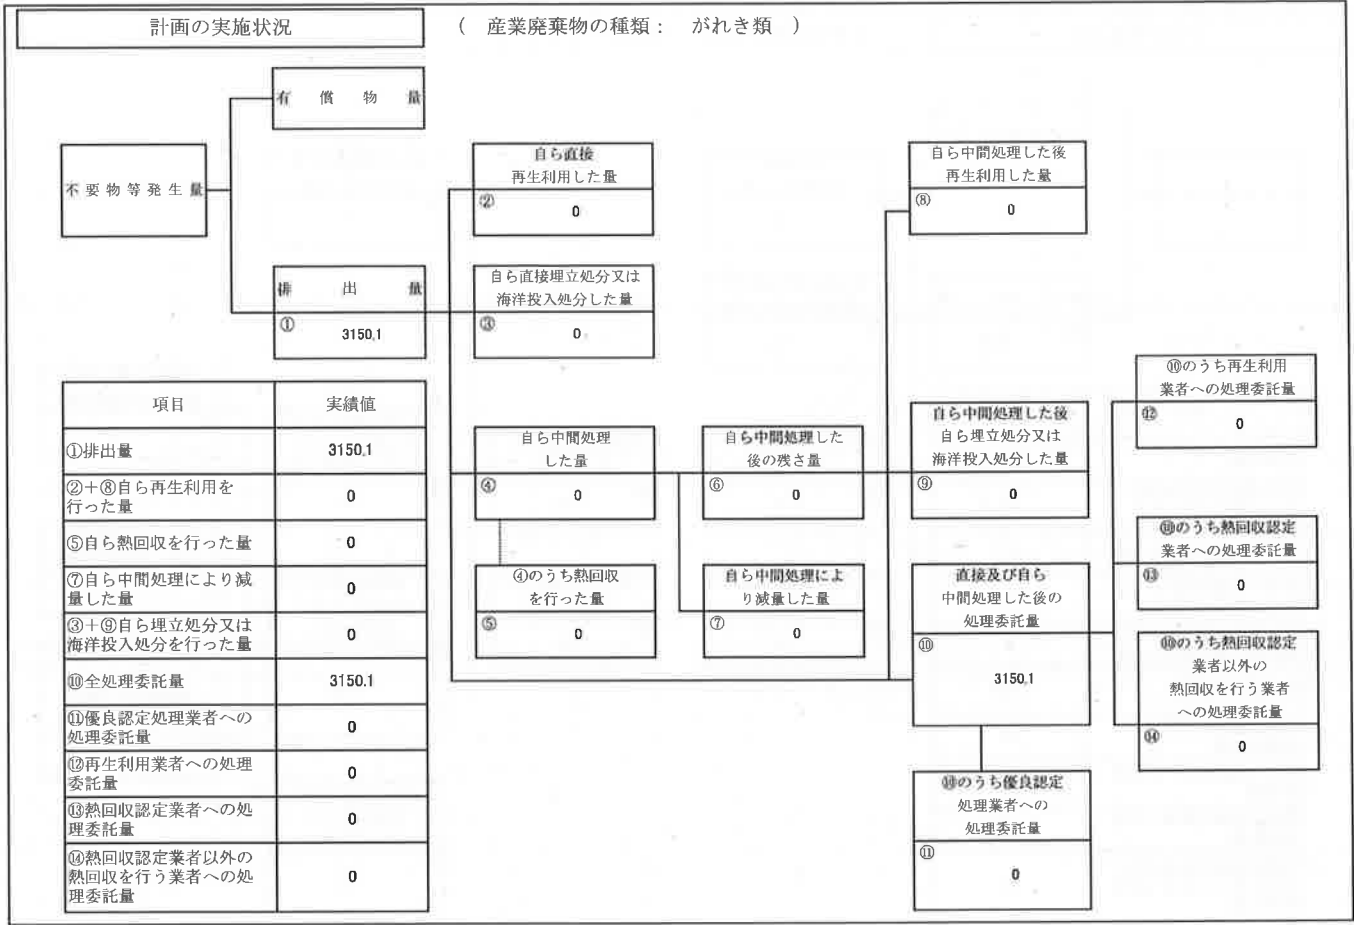 計画の実施状況
（　産業廃棄物の種類：　がれき類　）
有償物量
不要物等発生量
排出量
①
3150.1
自ら直接
再生利用した量
②
0
自ら直接埋立処分又は
海洋投入処分した量
③
0
自ら中間処理した後
再生利用した量
⑧
0
自ら中間処理
した量
④
0
自ら中間処理した
後の残さ量
⑥
0
自ら中間処理した後
自ら埋立処分又は
海洋投入処分した量
⑨
0
④のうち熱回収
を行った量
⑤
0
自ら中間処理によ
り減量した量
⑦
0
直接及び自ら
中間処理した後の
処理委託量
⑩
3150.1
⑩のうち再生利用
業者への処理委託量
⑫
0
⑩のうち熱回収認定
業者への処理委託量
⑬
0
⑩のうち熱回収認定
業者以外の
熱回収を行う業者
への処理委託量
⑭
0
⑩のうち優良認定
処理業者への
処理委託量
⑪
0
項目 実績値
①排出量 3150.1
②＋⑧自ら再生利用を
行った量 0
⑤自ら熱回収を行った量 0
⑦自ら中間処理により減
量した量 0
③＋⑨自ら埋立処分又は
海洋投入処分を行った量 0
⑩全処理委託量 3150.1
⑪優良認定処理業者への
処理委託量 0
⑫再生利用業者への処理
委託量 0
⑬熱回収認定業者への処
理委託量 0
⑭熱回収認定業者以外の
熱回収を行う業者への処
理委託量 0